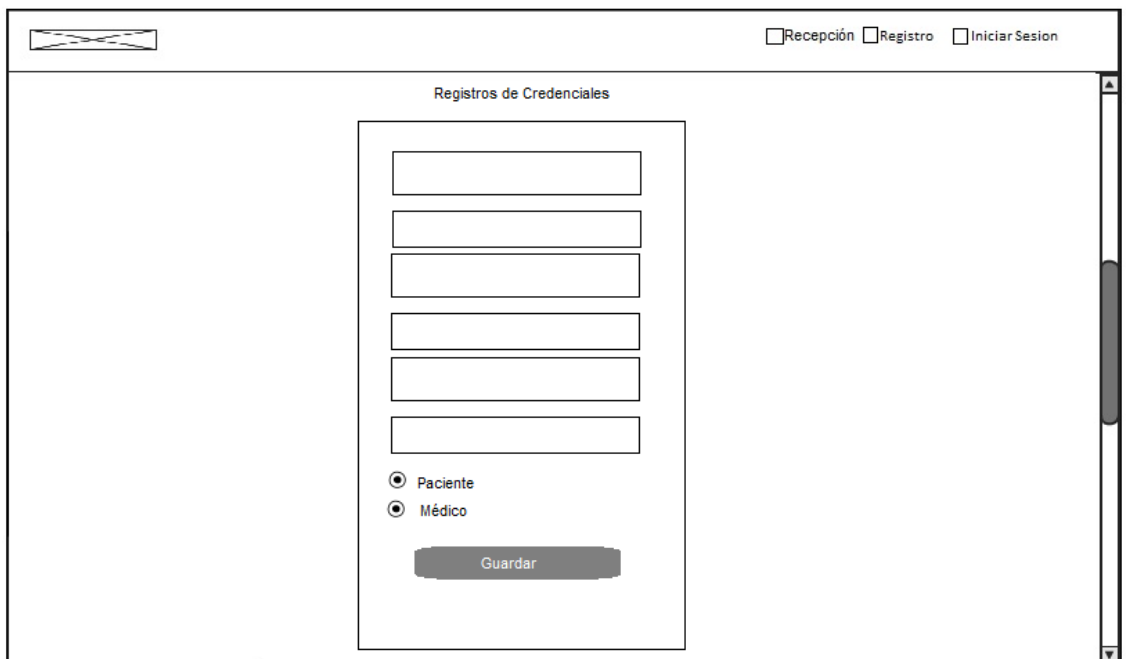 Recepción Registro Iniciar Sesion
Registros de Credenciales
Paciente
Médico
Guardar